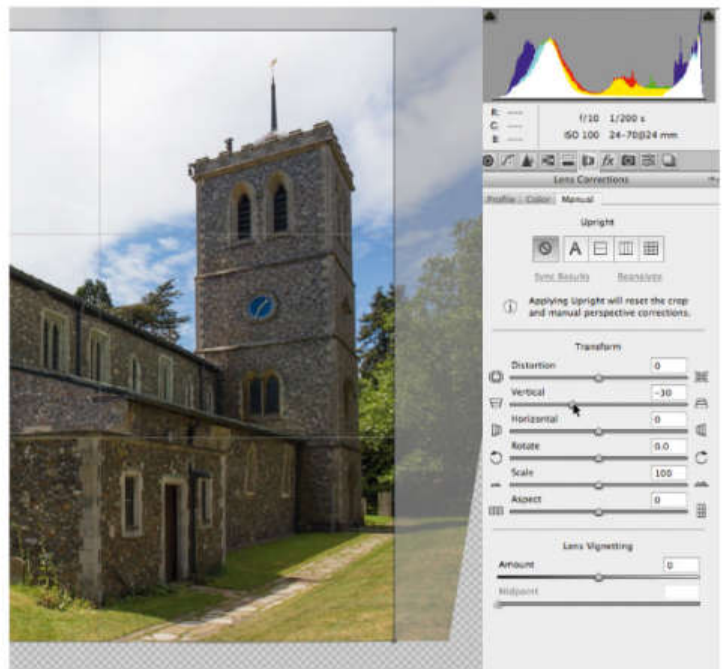 R: ---
G: ---
B: ---
f/10 1/200 s
ISO 100 24-70@24 mm
fx
Lens Corrections
Profile Color Manual
Upright
A
Sync Results Reanalyze
Applying Upright will reset the crop
and manual perspective corrections.
Transform
Distortion 0
Vertical -30
Horizontal 0
Rotate 0.0
Scale 100
Aspect 0
Lens Vignetting
Amount 0
Midpoint